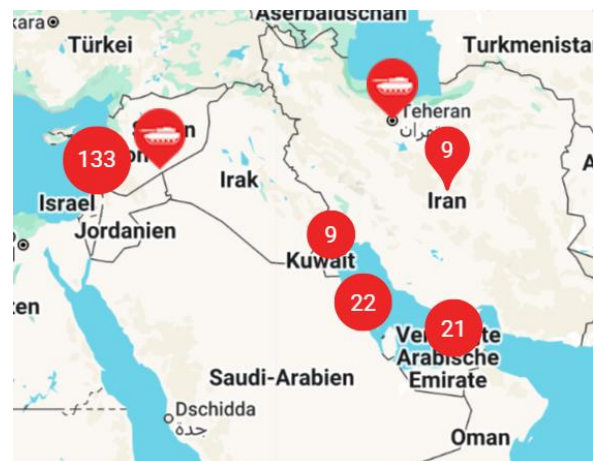 Aserbaidschan
Türkei
Turkmenista
Teheran
تهران
133
9
Irak
Iran
Israel
Jordanien
9
Kuwait
22
21
Arabische
Emirate
Saudi-Arabien
Dschidda
جدة
Oman